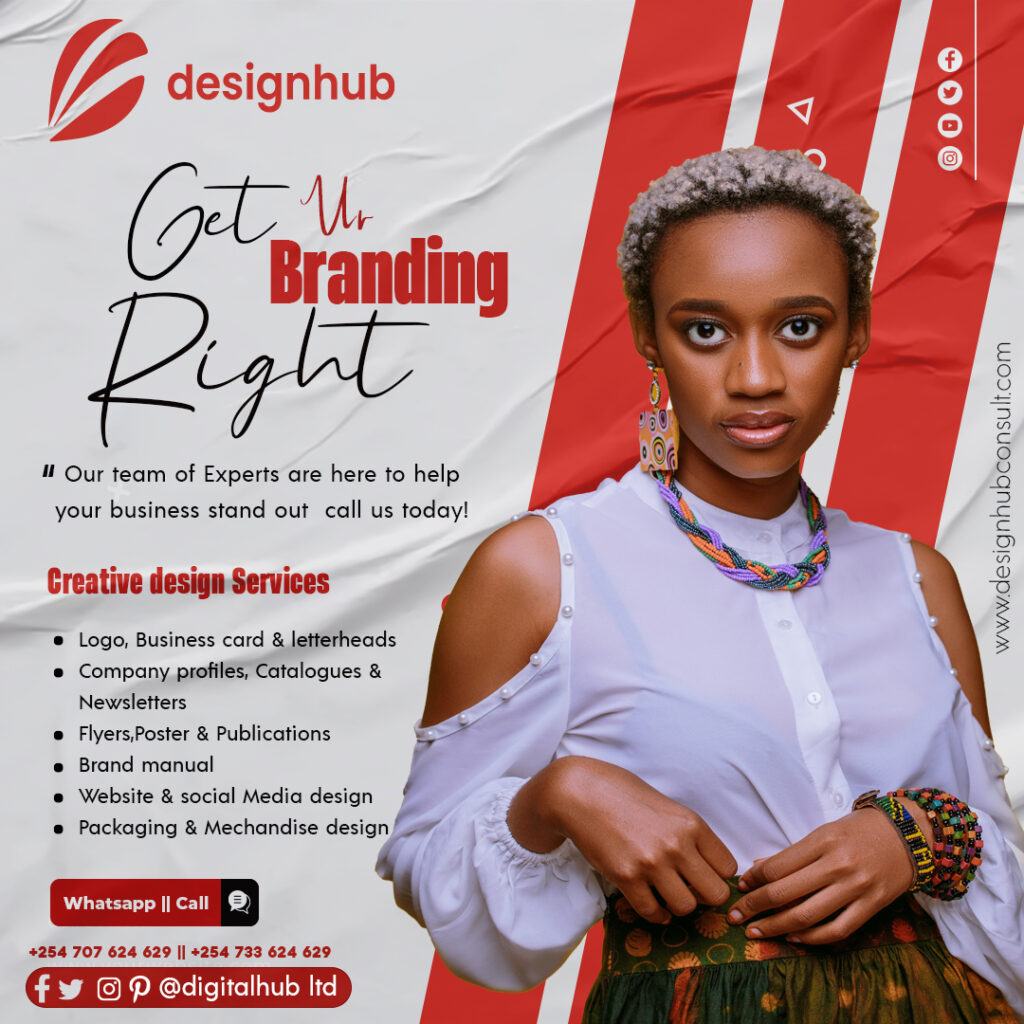 designhub
Get Ur
Branding
Right
" Our team of Experts are here to help
your business stand out call us today!
Creative design Services
• Logo, Business card & letterheads
• Company profiles, Catalogues &
Newsletters
• Flyers,Poster & Publications
• Brand manual
• Website & social Media design
• Packaging & Mechandise design
Whatsapp || Call
+254 707 624 629 || +254 733 624 629
@digitalhub ltd
www.designhubconsult.com